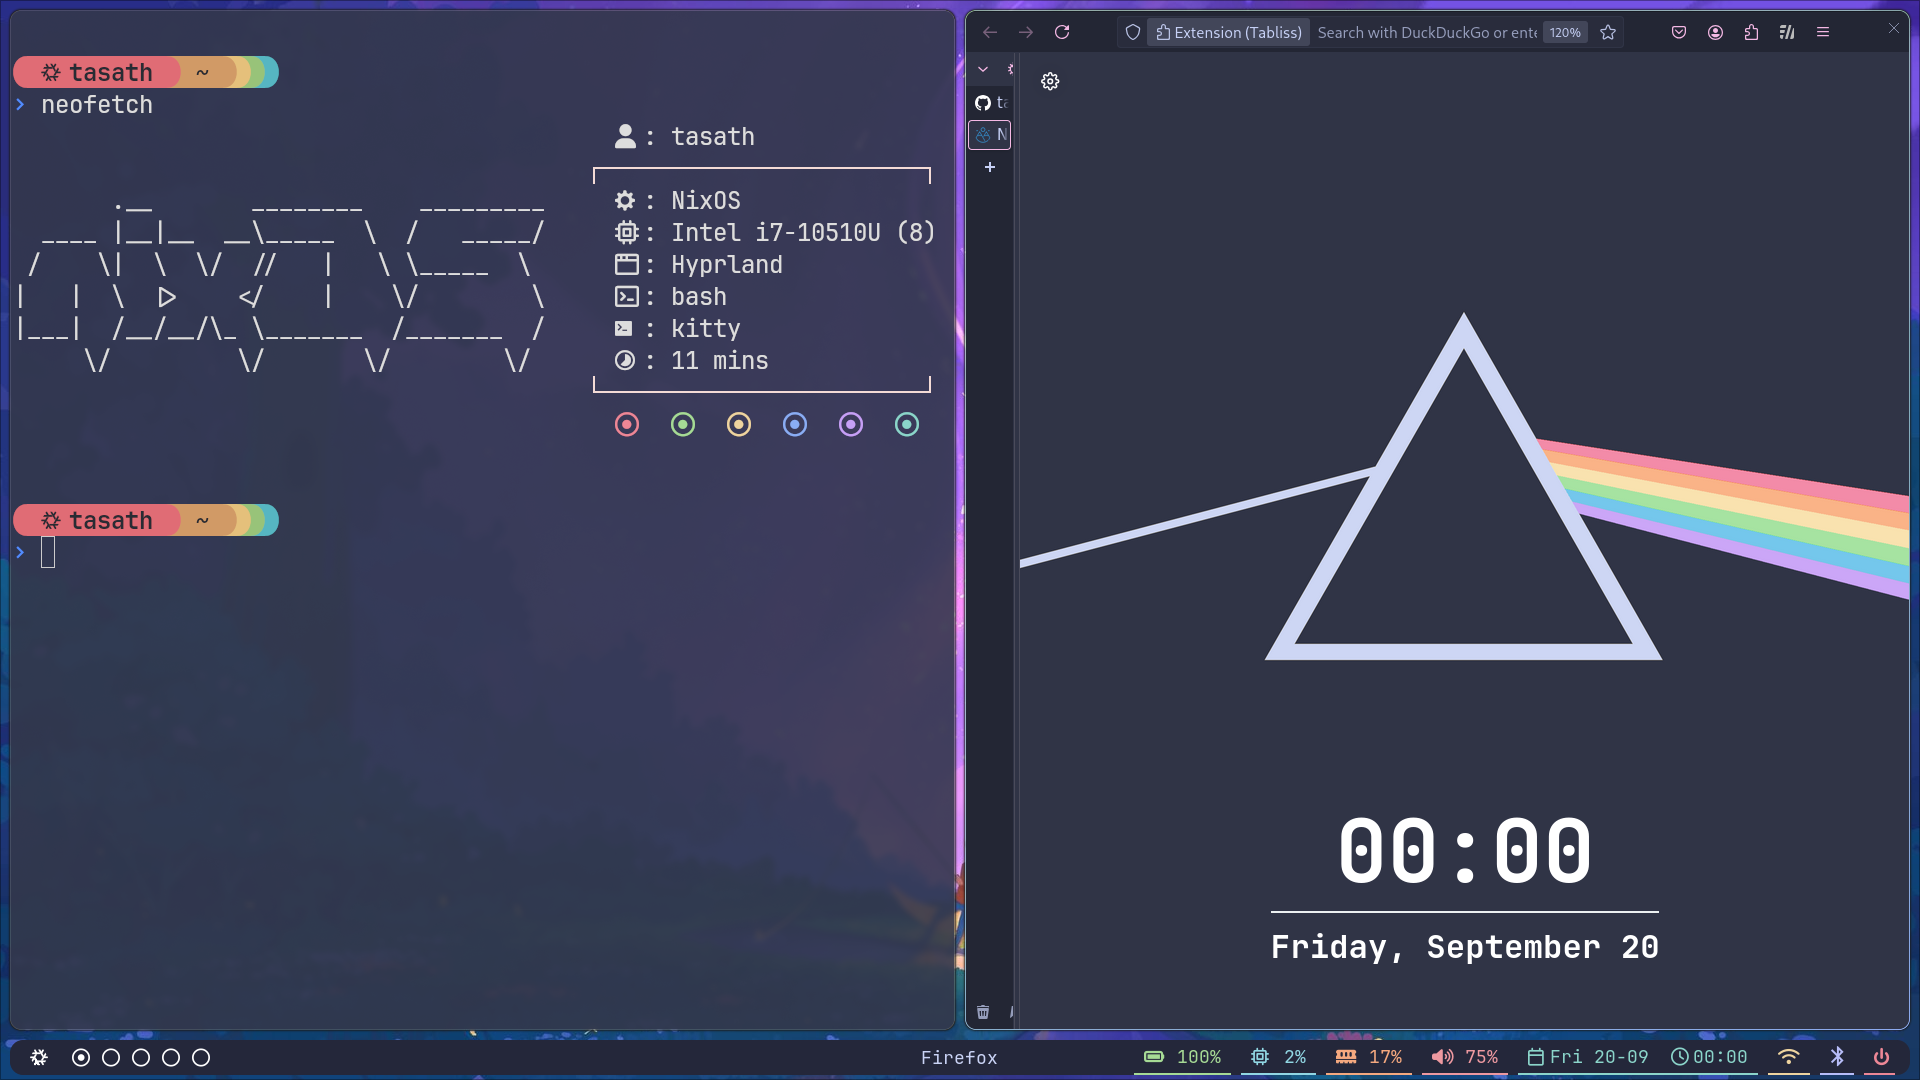 tasath ~
› neofetch
: tasath
: NixOS
: Intel i7-10510U (8)
: Hyprland
: bash
: kitty
: 11 mins
tasath ~
›
Extension (Tabliss) Search with DuckDuckGo or ente 120%
ta
N
+
00:00
Friday, September 20
Firefox 100% 2% 17% 75% Fri 20-09 00:00